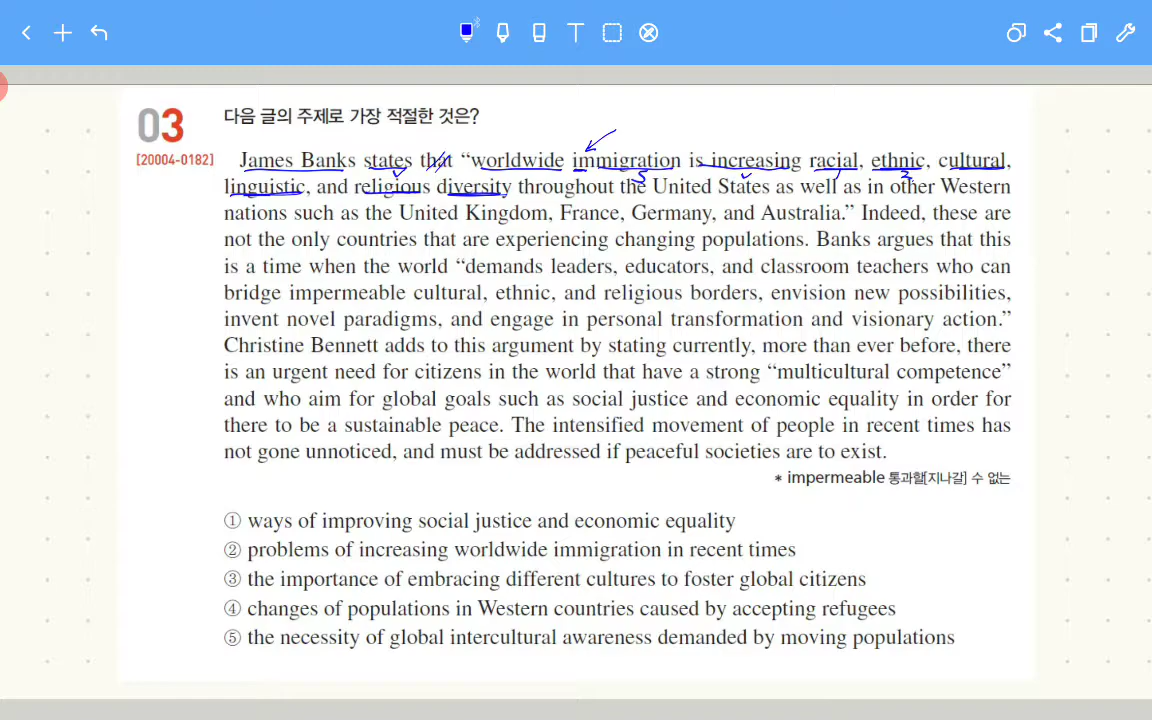 03
다음 글의 주제로 가장 적절한 것은?
[20004-0182]
James Banks states that “worldwide immigration is increasing racial, ethnic, cultural,
linguistic, and religious diversity throughout the United States as well as in other Western
nations such as the United Kingdom, France, Germany, and Australia.” Indeed, these are
not the only countries that are experiencing changing populations. Banks argues that this
is a time when the world “demands leaders, educators, and classroom teachers who can
bridge impermeable cultural, ethnic, and religious borders, envision new possibilities,
invent novel paradigms, and engage in personal transformation and visionary action.”
Christine Bennett adds to this argument by stating currently, more than ever before, there
is an urgent need for citizens in the world that have a strong “multicultural competence”
and who aim for global goals such as social justice and economic equality in order for
there to be a sustainable peace. The intensified movement of people in recent times has
not gone unnoticed, and must be addressed if peaceful societies are to exist.
* impermeable 통과할[지나갈] 수 없는
① ways of improving social justice and economic equality
② problems of increasing worldwide immigration in recent times
③ the importance of embracing different cultures to foster global citizens
④ changes of populations in Western countries caused by accepting refugees
⑤ the necessity of global intercultural awareness demanded by moving populations